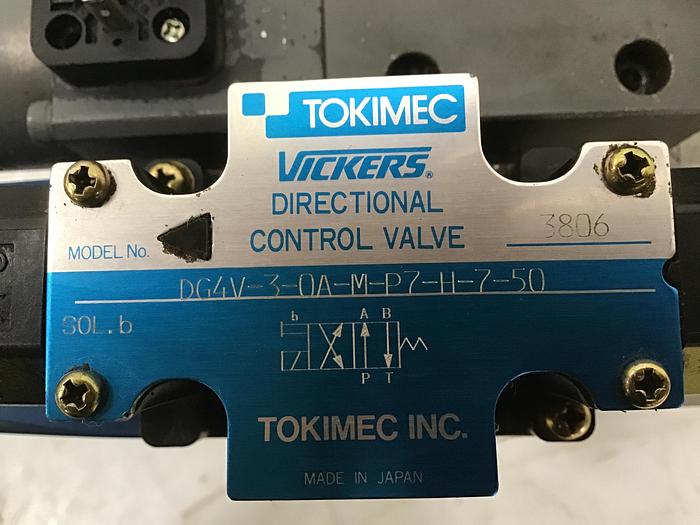 TOKIMEC
VICKERS®
DIRECTIONAL
CONTROL VALVE
3806
MODEL No.
DG4V-3-0A-M-P7-H-7-50
SOL.b
b A B
P T
TOKIMEC INC.
MADE IN JAPAN